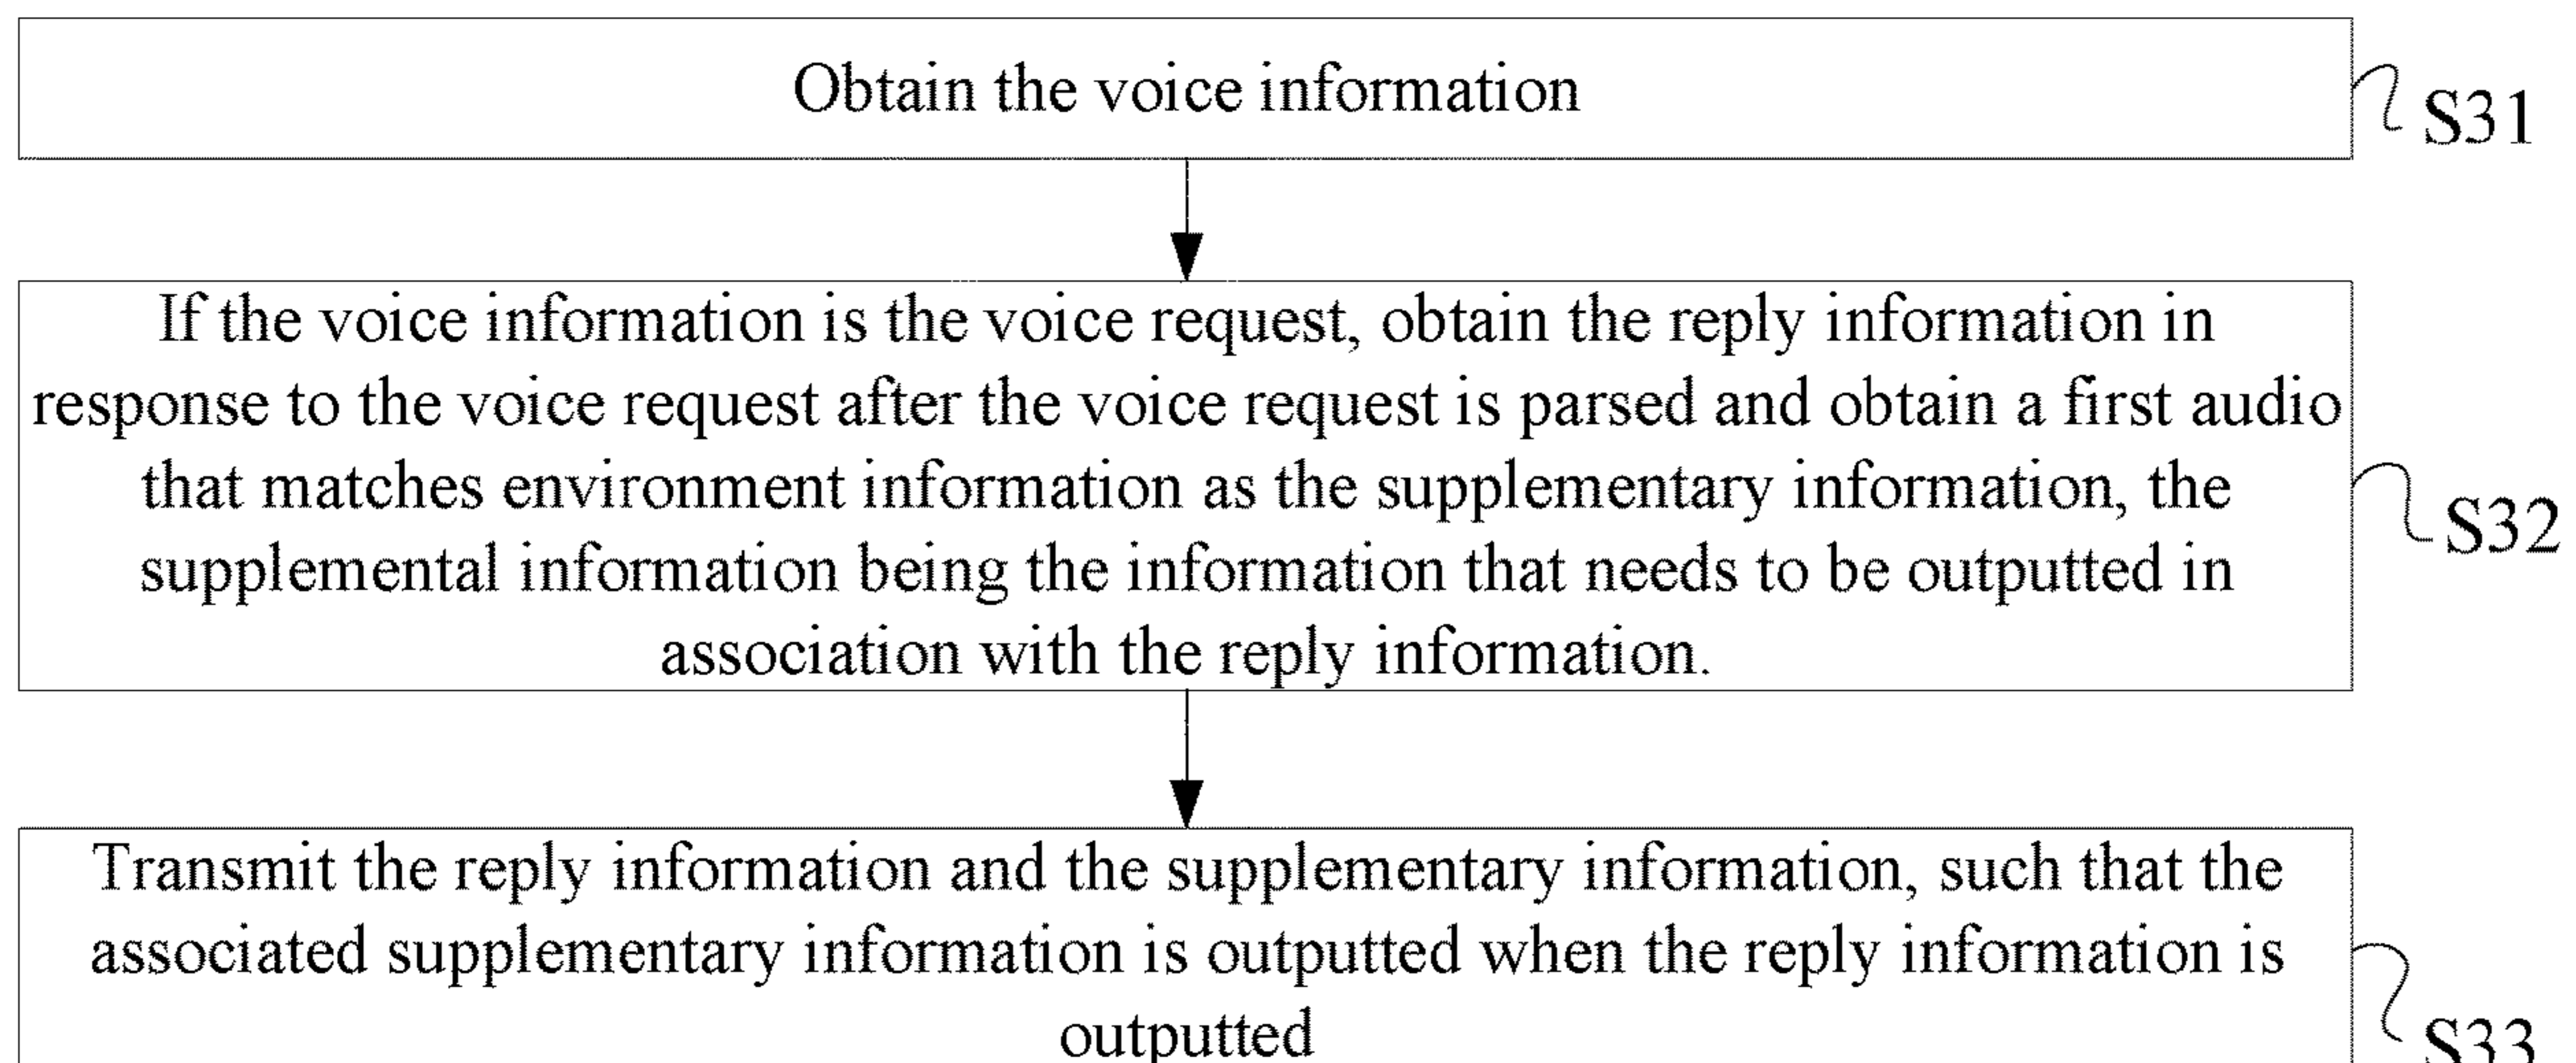 Obtain the voice information
S31
If the voice information is the voice request, obtain the reply information in
response to the voice request after the voice request is parsed and obtain a first audio
that matches environment information as the supplementary information, the
supplemental information being the information that needs to be outputted in
association with the reply information.
S32
Transmit the reply information and the supplementary information, such that the
associated supplementary information is outputted when the reply information is
outputted
S33